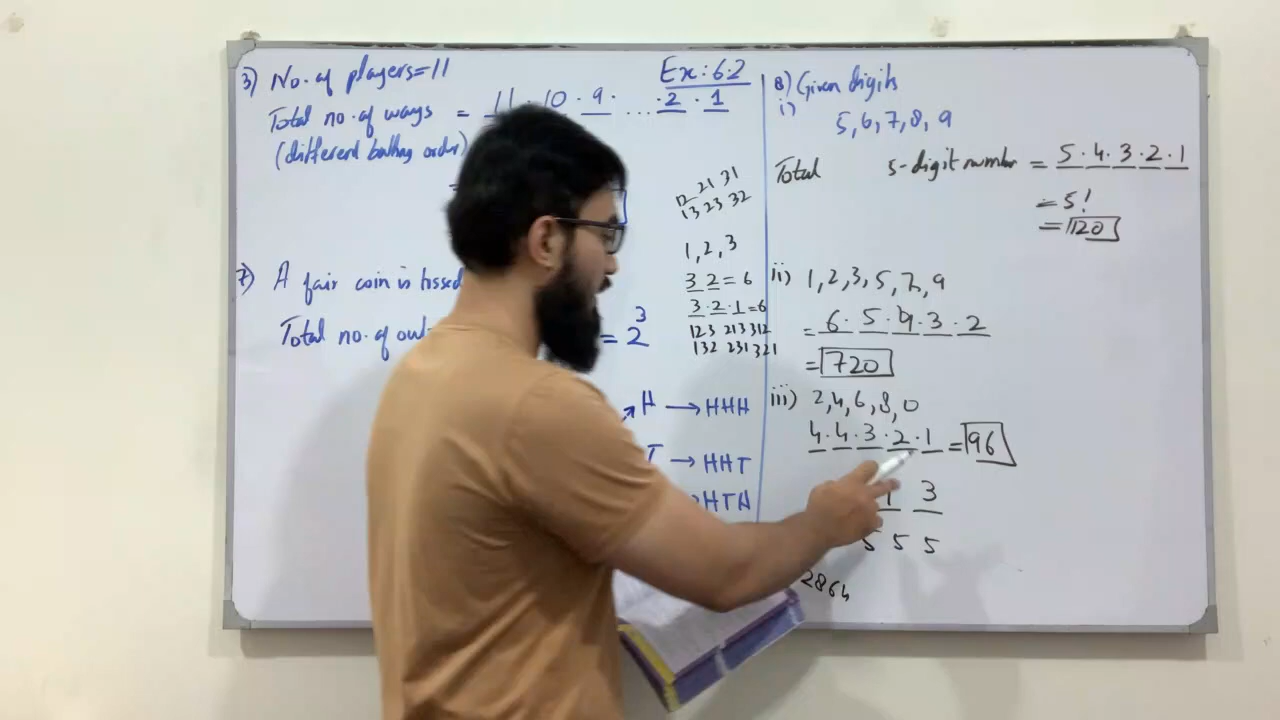 Ex: 6.2
3) No. of players = 11
Total no. of ways = 11 · 10 · 9 · ... · 2 · 1
(different batting order)
7) A fair coin is tossed
Total no. of out
= 2³
H → HHH
T → HHT
HTH
12 21 31
13 23 32
1, 2, 3
3 2 = 6
3 · 2 · 1 = 6
123 213 312
132 231 321
8) Given digits
i)
5, 6, 7, 8, 9
Total 5-digit number = 5 · 4 · 3 · 2 · 1
= 5!
= 120
ii) 1, 2, 3, 5, 7, 9
= 6 · 5 · 4 · 3 · 2
= 720
iii) 2, 4, 6, 8, 0
4 · 4 · 3 · 2 · 1 = 96
1 3
5 5 5
2864